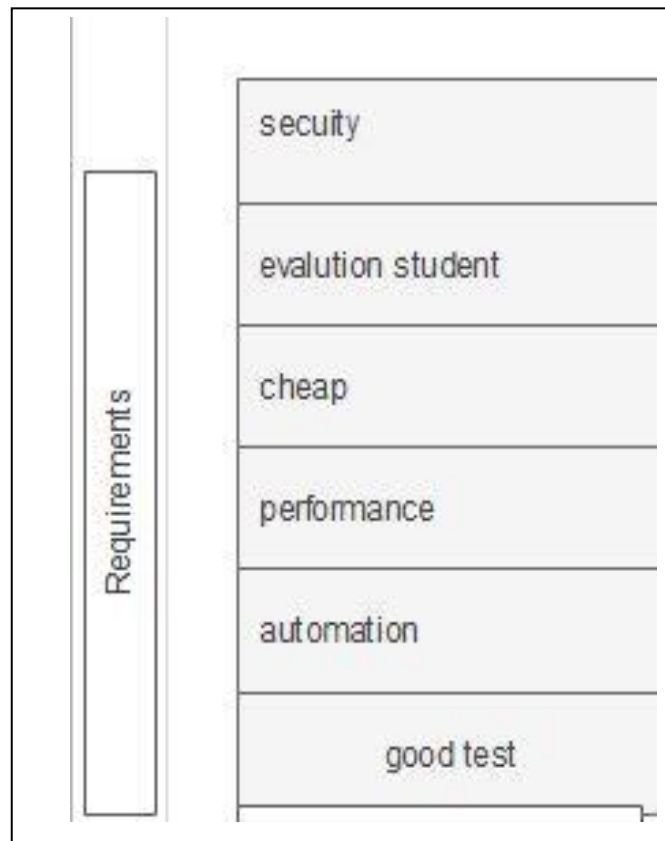 Requirements
secuity
evalution student
cheap
performance
automation
good test